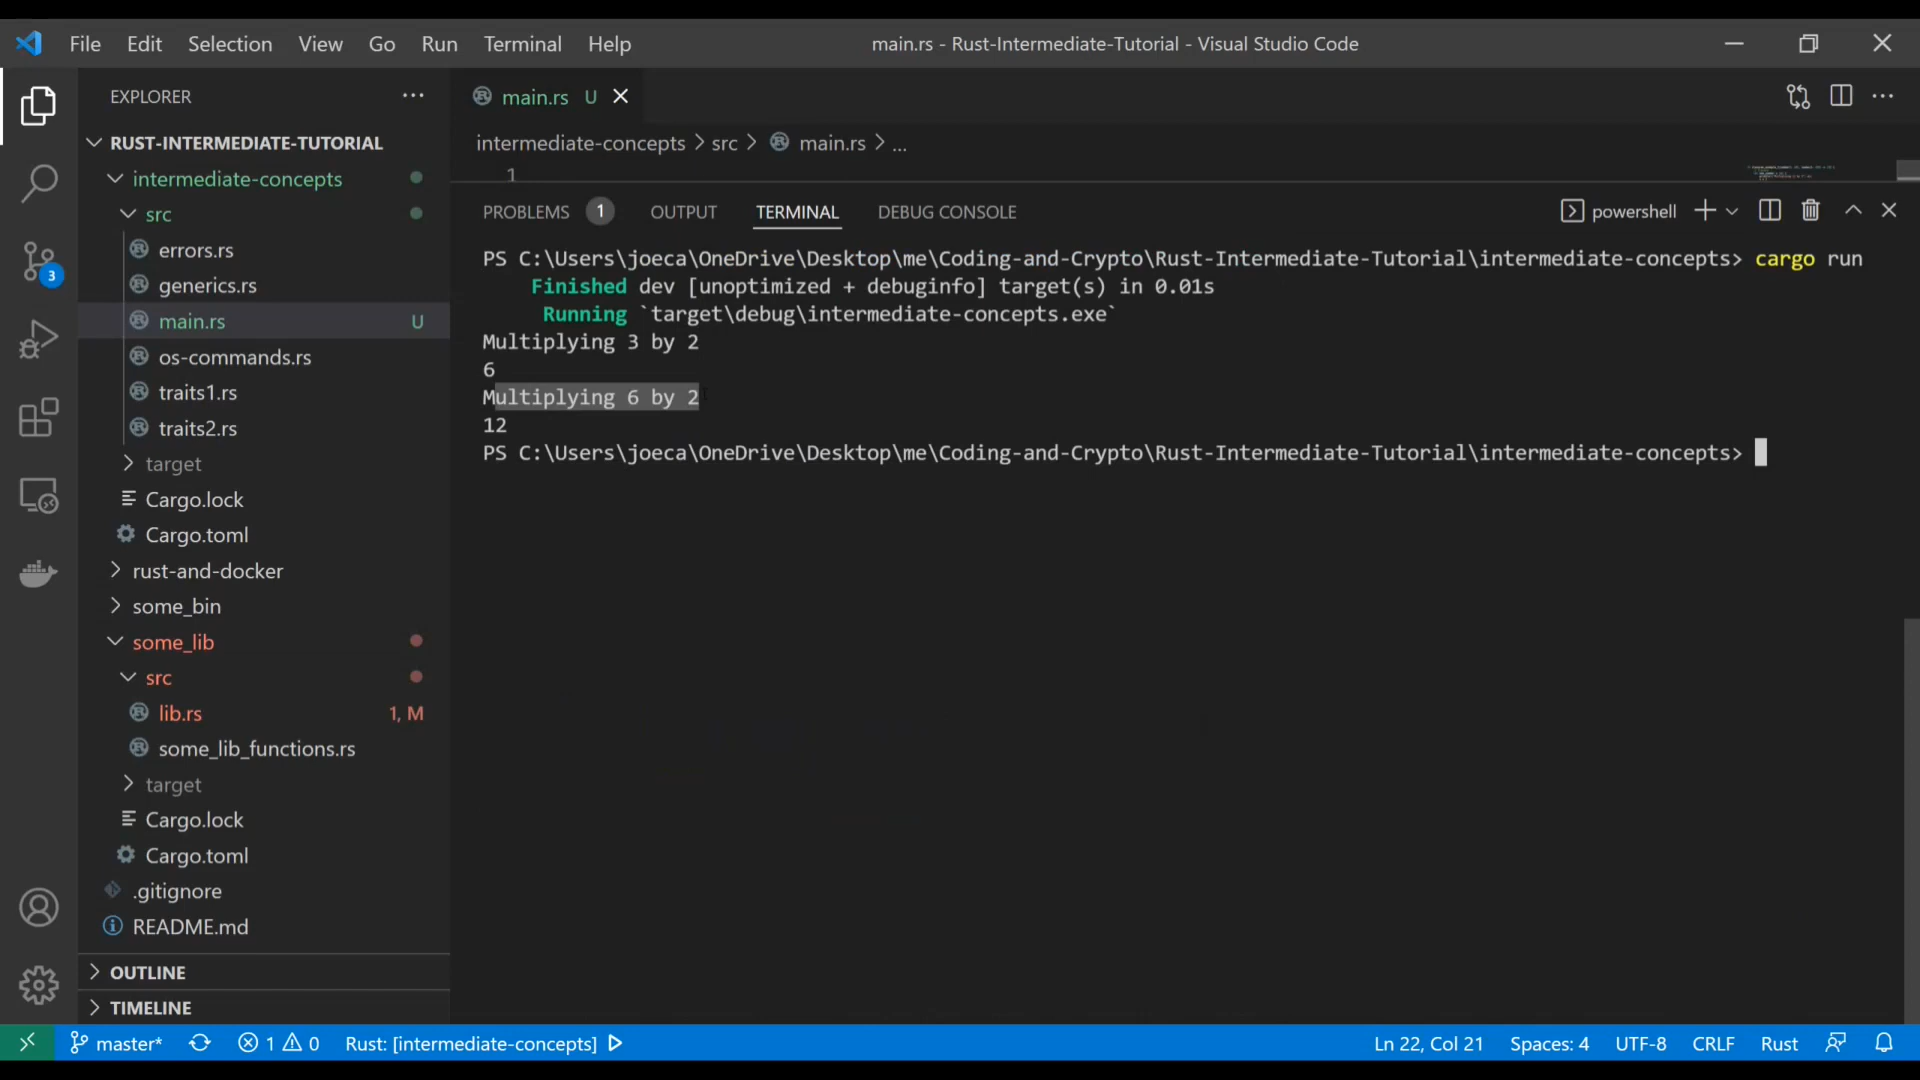 File Edit Selection View Go Run Terminal Help
main.rs - Rust-Intermediate-Tutorial - Visual Studio Code
EXPLORER
RUST-INTERMEDIATE-TUTORIAL
intermediate-concepts
src
errors.rs
generics.rs
main.rs U
os-commands.rs
traits1.rs
traits2.rs
target
Cargo.lock
Cargo.toml
rust-and-docker
some_bin
some_lib
src
lib.rs 1, M
some_lib_functions.rs
target
Cargo.lock
Cargo.toml
.gitignore
README.md
OUTLINE
TIMELINE
3
main.rs U
intermediate-concepts > src > main.rs > ...
1
PROBLEMS 1 OUTPUT TERMINAL DEBUG CONSOLE
powershell
PS C:\Users\joeca\OneDrive\Desktop\me\Coding-and-Crypto\Rust-Intermediate-Tutorial\intermediate-concepts> cargo run
Finished dev [unoptimized + debuginfo] target(s) in 0.01s
Running `target\debug\intermediate-concepts.exe`
Multiplying 3 by 2
6
Multiplying 6 by 2
12
PS C:\Users\joeca\OneDrive\Desktop\me\Coding-and-Crypto\Rust-Intermediate-Tutorial\intermediate-concepts>
master* 1 0 Rust: [intermediate-concepts]
Ln 22, Col 21 Spaces: 4 UTF-8 CRLF Rust